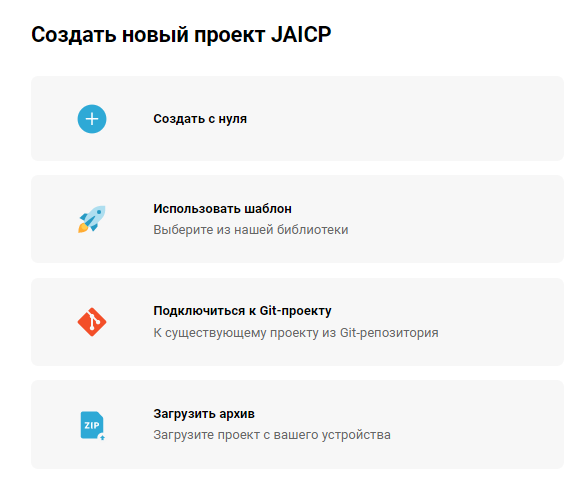 Создать новый проект JAICP
Создать с нуля
Использовать шаблон
Выберите из нашей библиотеки
Подключиться к Git-проекту
К существующему проекту из Git-репозитория
Загрузить архив
ZIP
Загрузите проект с вашего устройства